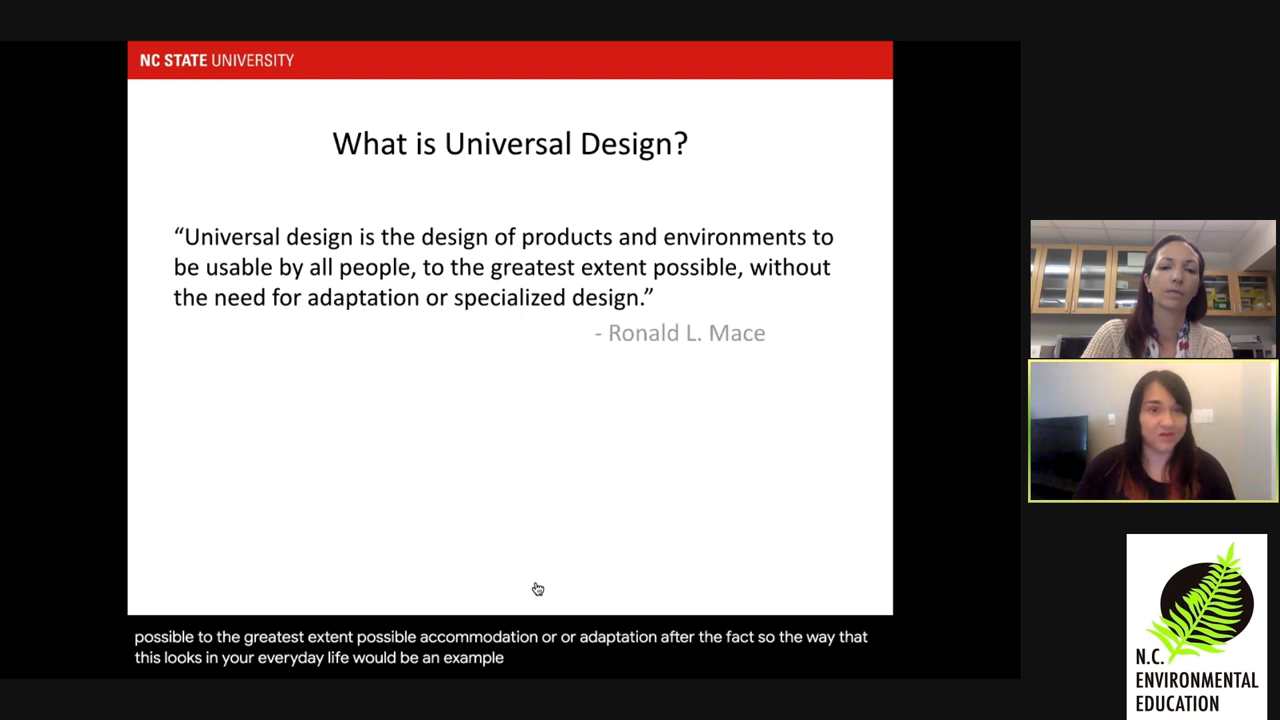 NC STATE UNIVERSITY
What is Universal Design?
“Universal design is the design of products and environments to
be usable by all people, to the greatest extent possible, without
the need for adaptation or specialized design.”
- Ronald L. Mace
possible to the greatest extent possible accommodation or or adaptation after the fact so the way that
this looks in your everyday life would be an example
N.C.
ENVIRONMENTAL
EDUCATION